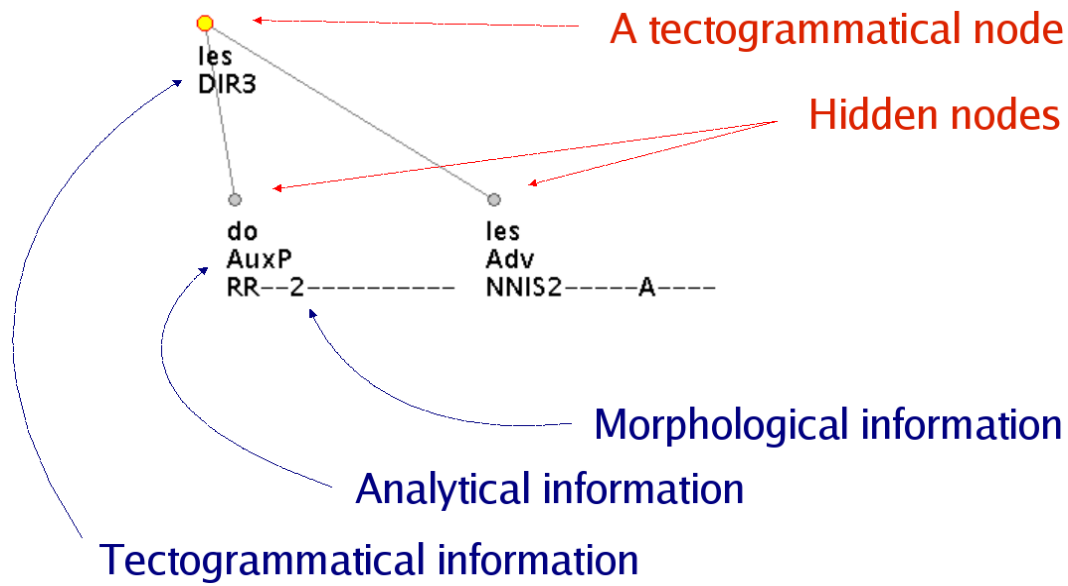 A tectogrammatical node
les
DIR3
Hidden nodes
do
AuxP
RR--2----------
les
Adv
NNIS2-----A----
Morphological information
Analytical information
Tectogrammatical information